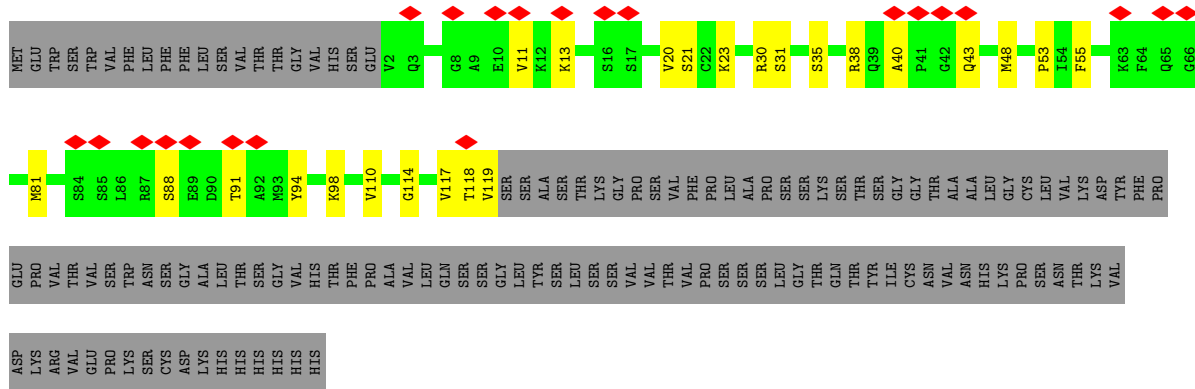 MET GLU TRP SER TRP VAL PHE LEU PHE PHE LEU SER VAL THR THR GLY VAL HIS SER GLU V2 Q3 G8 A9 E10 V11 K12 K13 S16 S17 V20 S21 C22 K23 R30 S31 S35 R38 Q39 A40 P41 G42 Q43 M48 P53 I54 F55 K63 F64 Q65 G66
M81 S84 S85 L86 R87 S88 E89 D90 T91 A92 M93 Y94 K98 V110 G114 V117 T118 V119 SER SER ALA SER THR LYS GLY PRO SER VAL PHE PRO LEU ALA PRO SER SER LYS SER THR SER GLY GLY THR ALA ALA LEU GLY CYS LEU VAL LYS ASP TYR PHE PRO
GLU PRO VAL THR VAL SER TRP ASN SER GLY ALA LEU THR SER GLY VAL HIS THR PHE PRO ALA VAL LEU GLN SER SER GLY LEU TYR SER LEU SER SER VAL VAL THR VAL PRO SER SER SER LEU GLY THR GLN THR TYR ILE CYS ASN VAL ASN HIS LYS PRO SER ASN THR LYS VAL
ASP LYS ARG VAL GLU PRO LYS SER CYS ASP LYS HIS HIS HIS HIS HIS HIS